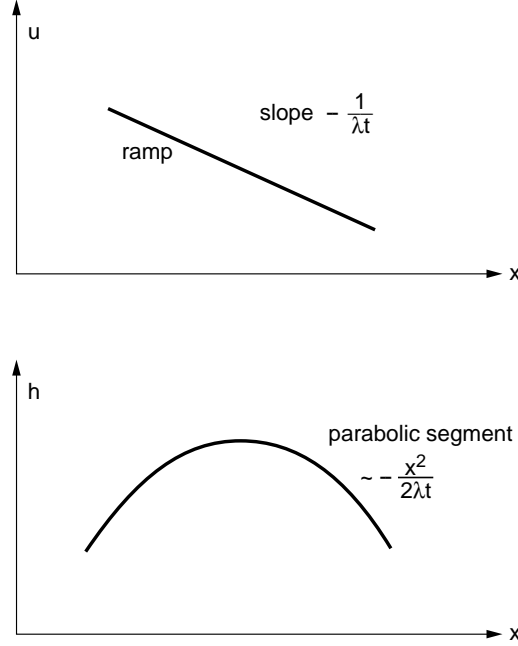 u
slope − 1/λt
ramp
x
h
parabolic segment
~ − x²/2λt
x